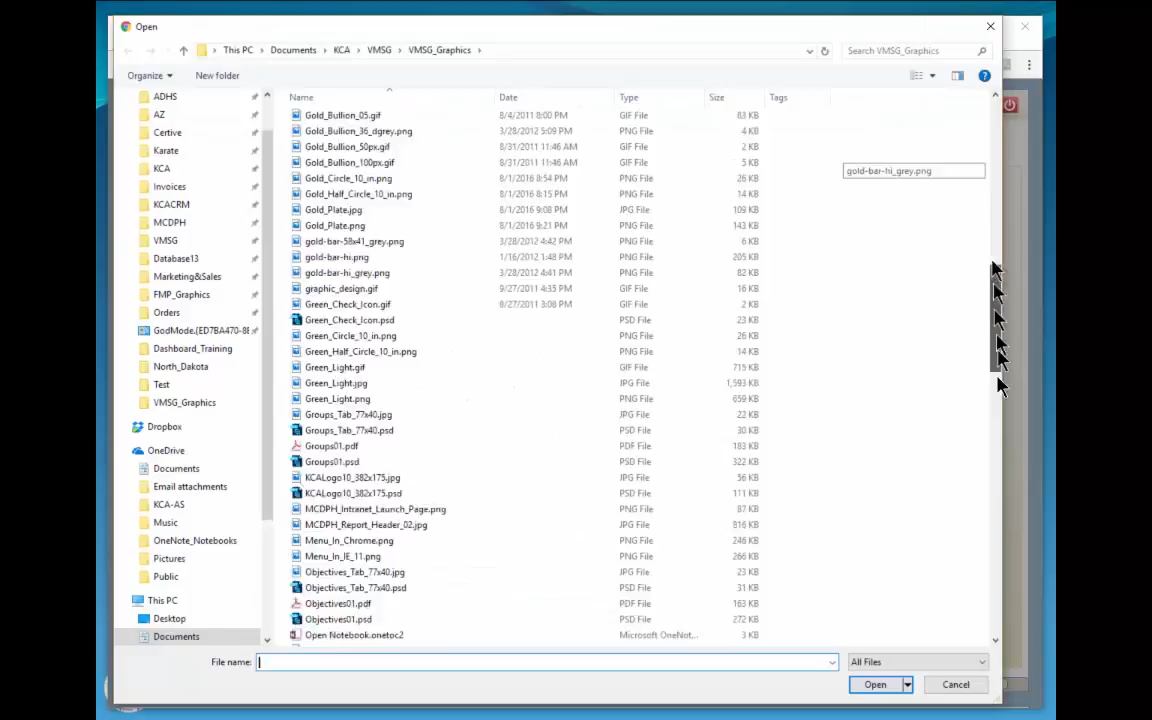 Open
This PC > Documents > KCA > VMSG > VMSG_Graphics >
Search VMSG_Graphics
Organize
New folder
Name Date Type Size Tags
gold-bar-hi_grey.png
ADHS
AZ
Certive
Karate
KCA
Invoices
KCACRM
MCDPH
VMSG
Database13
Marketing&Sales
FMP_Graphics
Orders
GodMode.{ED7BA470-8E
Dashboard_Training
North_Dakota
Test
VMSG_Graphics
Dropbox
OneDrive
Documents
Email attachments
KCA-AS
Music
OneNote_Notebooks
Pictures
Public
This PC
Desktop
Documents
Gold_Bullion_05.gif 8/4/2011 8:00 PM GIF File 83 KB
Gold_Bullion_36_dgrey.png 3/28/2012 5:09 PM PNG File 4 KB
Gold_Bullion_50px.gif 8/31/2011 11:46 AM GIF File 2 KB
Gold_Bullion_100px.gif 8/31/2011 11:46 AM GIF File 5 KB
Gold_Circle_10_in.png 8/1/2016 8:54 PM PNG File 26 KB
Gold_Half_Circle_10_in.png 8/1/2016 8:15 PM PNG File 14 KB
Gold_Plate.jpg 8/1/2016 9:08 PM JPG File 109 KB
Gold_Plate.png 8/1/2016 9:21 PM PNG File 143 KB
gold-bar-58x41_grey.png 3/28/2012 4:42 PM PNG File 6 KB
gold-bar-hi.png 1/16/2012 1:48 PM PNG File 205 KB
gold-bar-hi_grey.png 3/28/2012 4:41 PM PNG File 82 KB
graphic_design.gif 9/27/2011 4:35 PM GIF File 16 KB
Green_Check_Icon.gif 8/27/2011 3:08 PM GIF File 2 KB
Green_Check_Icon.psd PSD File 23 KB
Green_Circle_10_in.png PNG File 26 KB
Green_Half_Circle_10_in.png PNG File 14 KB
Green_Light.gif GIF File 715 KB
Green_Light.jpg JPG File 1,593 KB
Green_Light.png PNG File 659 KB
Groups_Tab_77x40.jpg JPG File 22 KB
Groups_Tab_77x40.psd PSD File 30 KB
Groups01.pdf PDF File 183 KB
Groups01.psd PSD File 322 KB
KCALogo10_382x175.jpg JPG File 56 KB
KCALogo10_382x175.psd PSD File 111 KB
MCDPH_Intranet_Launch_Page.png PNG File 87 KB
MCDPH_Report_Header_02.jpg JPG File 816 KB
Menu_In_Chrome.png PNG File 246 KB
Menu_In_IE_11.png PNG File 266 KB
Objectives_Tab_77x40.jpg JPG File 23 KB
Objectives_Tab_77x40.psd PSD File 31 KB
Objectives01.pdf PDF File 163 KB
Objectives01.psd PSD File 272 KB
Open Notebook.onetoc2 Microsoft OneNot... 3 KB
File name:
All Files
Open
Cancel